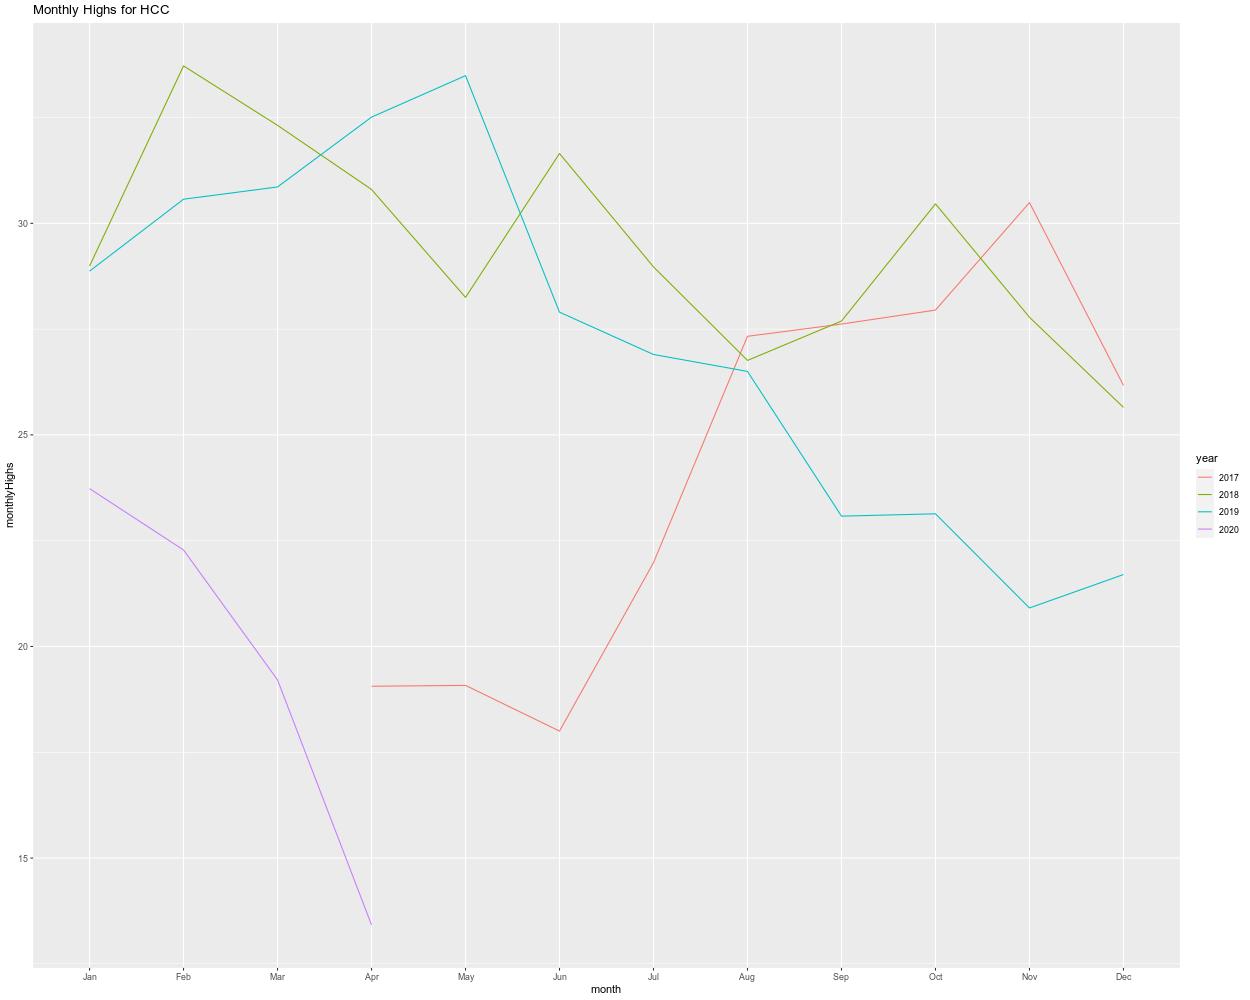 Monthly Highs for HCC
monthlyHighs
30
25
20
15
Jan Feb Mar Apr May Jun Jul Aug Sep Oct Nov Dec
month
year
2017
2018
2019
2020